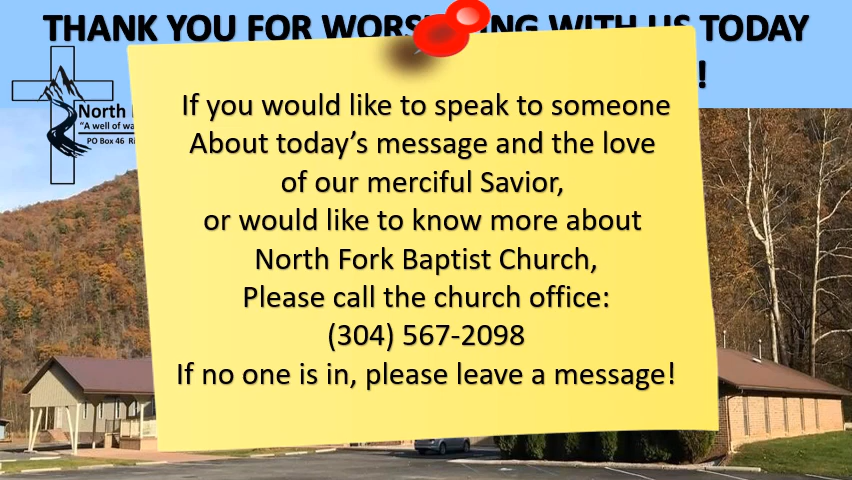 THANK YOU FOR WORSHIPPING WITH US TODAY
!
North
"A well of wa
PO Box 46
If you would like to speak to someone
About today's message and the love
of our merciful Savior,
or would like to know more about
North Fork Baptist Church,
Please call the church office:
(304) 567-2098
If no one is in, please leave a message!